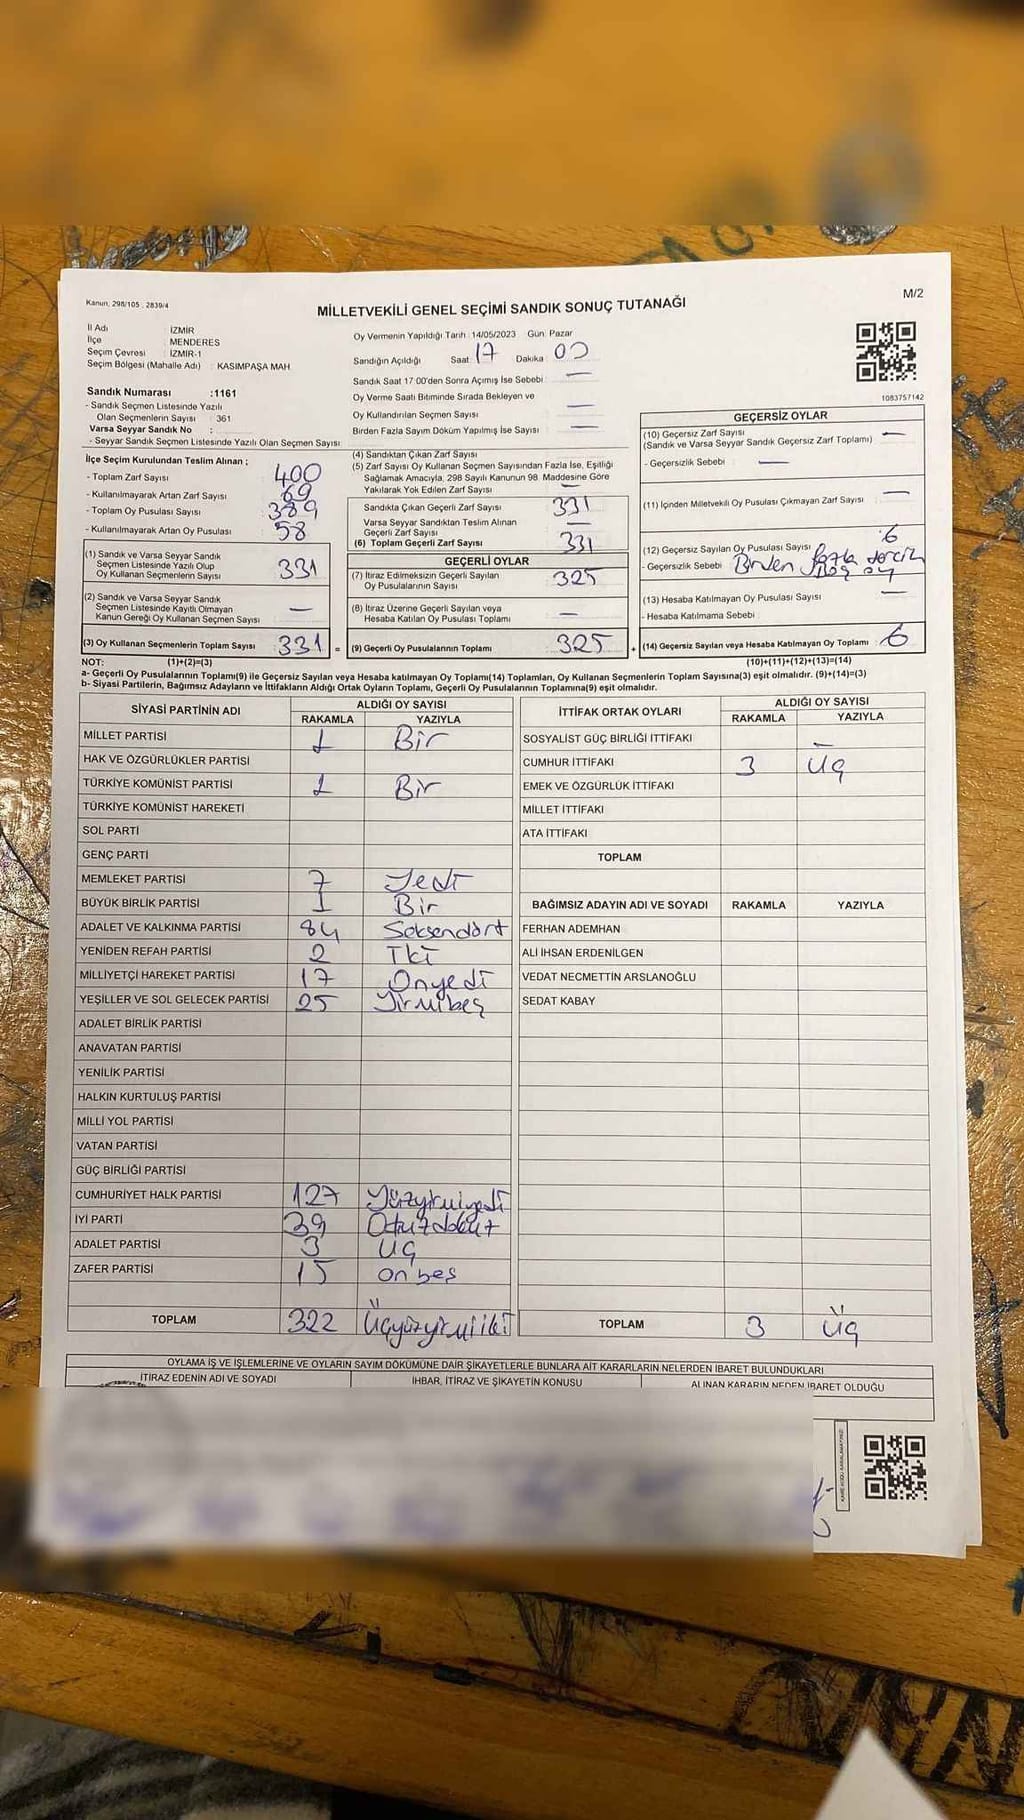 Kanun, 298/105 , 2839/4
MİLLETVEKİLİ GENEL SEÇİMİ SANDIK SONUÇ TUTANAĞI
M/2
İl Adı İZMİR
İlçe : MENDERES
Seçim Çevresi : İZMİR-1
Seçim Bölgesi (Mahalle Adı) : KASIMPAŞA MAH.
Oy Vermenin Yapıldığı Tarih :14/05/2023 Gün: Pazar
Sandığın Açıldığı Saat: 17 Dakika: 00
Sandık Saat 17:00'den Sonra Açımış İse Sebebi: —
Oy Verme Saati Bitiminde Sırada Bekleyen ve
Oy Kullandırılan Seçmen Sayısı —
Birden Fazla Sayım Döküm Yapılmış İse Sayısı : —
1083757142
Sandık Numarası :1161
- Sandık Seçmen Listesinde Yazılı
Olan Seçmenlerin Sayısı : 361
Varsa Seyyar Sandık No :
- Seyyar Sandık Seçmen Listesinde Yazılı Olan Seçmen Sayısı:
İlçe Seçim Kurulundan Teslim Alınan ;
- Toplam Zarf Sayısı : 400
- Kullanılmayarak Artan Zarf Sayısı : 69
- Toplam Oy Pusulası Sayısı : 389
- Kullanılmayarak Artan Oy Pusulası : 58
(1) Sandık ve Varsa Seyyar Sandık
Seçmen Listesinde Yazılı Olup
Oy Kullanan Seçmenlerin Sayısı 331
(2) Sandık ve Varsa Seyyar Sandık
Seçmen Listesinde Kayıtlı Olmayan
Kanun Gereği Oy Kullanan Seçmen Sayısı —
(3) Oy Kullanan Seçmenlerin Toplam Sayısı 331 =
(4) Sandıktan Çıkan Zarf Sayısı
(5) Zarf Sayısı Oy Kullanan Seçmen Sayısından Fazla İse, Eşitliği
Sağlamak Amacıyla, 298 Sayılı Kanunun 98. Maddesine Göre
Yakılarak Yok Edilen Zarf Sayısı —
Sandıkta Çıkan Geçerli Zarf Sayısı 331
Varsa Seyyar Sandıktan Teslim Alınan
Geçerli Zarf Sayısı —
(6) Toplam Geçerli Zarf Sayısı 331
GEÇERLİ OYLAR
(7) İtiraz Edilmeksizin Geçerli Sayılan
Oy Pusulalarının Sayısı 325
(8) İtiraz Üzerine Geçerli Sayılan veya
Hesaba Katılan Oy Pusulası Toplamı —
(9) Geçerli Oy Pusulalarının Toplamı 325 +
GEÇERSİZ OYLAR
(10) Geçersiz Zarf Sayısı
(Sandık ve Varsa Seyyar Sandık Geçersiz Zarf Toplamı) —
- Geçersizlik Sebebi : —
(11) İçinden Milletvekili Oy Pusulası Çıkmayan Zarf Sayısı —
(12) Geçersiz Sayılan Oy Pusulası Sayısı 6
- Geçersizlik Sebebi : Birden fazla tercih boş oy
(13) Hesaba Katılmayan Oy Pusulası Sayısı —
- Hesaba Katılmama Sebebi :
(14) Geçersiz Sayılan veya Hesaba Katılmayan Oy Toplamı 6
NOT: (1)+(2)=(3) (10)+(11)+(12)+(13)=(14)
a- Geçerli Oy Pusulalarının Toplamı(9) ile Geçersiz Sayılan veya Hesaba katılmayan Oy Toplamı(14) Toplamları, Oy Kullanan Seçmenlerin Toplam Sayısına(3) eşit olmalıdır. (9)+(14)=(3)
b- Siyasi Partilerin, Bağımsız Adayların ve İttifakların Aldığı Ortak Oyların Toplamı, Geçerli Oy Pusulalarının Toplamına(9) eşit olmalıdır.
SİYASİ PARTİNİN ADI ALDIĞI OY SAYISI
RAKAMLA YAZIYLA
MİLLET PARTİSİ 1 Bir
HAK VE ÖZGÜRLÜKLER PARTİSİ
TÜRKİYE KOMÜNİST PARTİSİ 1 Bir
TÜRKİYE KOMÜNİST HAREKETİ
SOL PARTİ
GENÇ PARTİ
MEMLEKET PARTİSİ 7 Yedi
BÜYÜK BİRLİK PARTİSİ 1 Bir
ADALET VE KALKINMA PARTİSİ 84 Seksendört
YENİDEN REFAH PARTİSİ 2 İki
MİLLİYETÇİ HAREKET PARTİSİ 17 Onyedi
YEŞİLLER VE SOL GELECEK PARTİSİ 25 Yirmibeş
ADALET BİRLİK PARTİSİ
ANAVATAN PARTİSİ
YENİLİK PARTİSİ
HALKIN KURTULUŞ PARTİSİ
MİLLİ YOL PARTİSİ
VATAN PARTİSİ
GÜÇ BİRLİĞİ PARTİSİ
CUMHURİYET HALK PARTİSİ 127 Yüzyirmiyedi
İYİ PARTİ 39 Otuzdokuz
ADALET PARTİSİ 3 Üç
ZAFER PARTİSİ 15 onbeş
TOPLAM 322 Üçyüzyirmiiki
İTTİFAK ORTAK OYLARI ALDIĞI OY SAYISI
RAKAMLA YAZIYLA
SOSYALİST GÜÇ BİRLİĞİ İTTİFAKI
CUMHUR İTTİFAKI 3 Üç
EMEK VE ÖZGÜRLÜK İTTİFAKI
MİLLET İTTİFAKI
ATA İTTİFAKI
TOPLAM
BAĞIMSIZ ADAYIN ADI VE SOYADI RAKAMLA YAZIYLA
FERHAN ADEMHAN
ALİ İHSAN ERDENİLGEN
VEDAT NECMETTİN ARSLANOĞLU
SEDAT KABAY
TOPLAM 3 Üç
OYLAMA İŞ VE İŞLEMLERİNE VE OYLARIN SAYIM DÖKÜMÜNE DAİR ŞİKAYETLERLE BUNLARA AİT KARARLARIN NELERDEN İBARET BULUNDUKLARI
İTİRAZ EDENİN ADI VE SOYADI İHBAR, İTİRAZ VE ŞİKAYETİN KONUSU ALINAN KARARIN NEDEN İBARET OLDUĞU